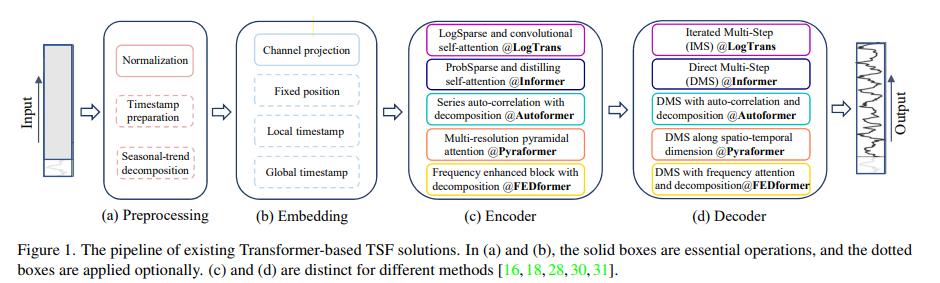 Input
Normalization
Timestamp
preparation
Seasonal-trend
decomposition
(a) Preprocessing
Channel projection
Fixed position
Local timestamp
Global timestamp
(b) Embedding
LogSparse and convolutional
self-attention @LogTrans
ProbSparse and distilling
self-attention @Informer
Series auto-correlation with
decomposition @Autoformer
Multi-resolution pyramidal
attention @Pyraformer
Frequency enhanced block with
decomposition @FEDformer
(c) Encoder
Iterated Multi-Step
(IMS) @LogTrans
Direct Multi-Step
(DMS) @Informer
DMS with auto-correlation and
decomposition @Autoformer
DMS along spatio-temporal
dimension @Pyraformer
DMS with frequency attention
and decomposition@FEDformer
(d) Decoder
Output
Figure 1. The pipeline of existing Transformer-based TSF solutions. In (a) and (b), the solid boxes are essential operations, and the dotted
boxes are applied optionally. (c) and (d) are distinct for different methods [16, 18, 28, 30, 31].